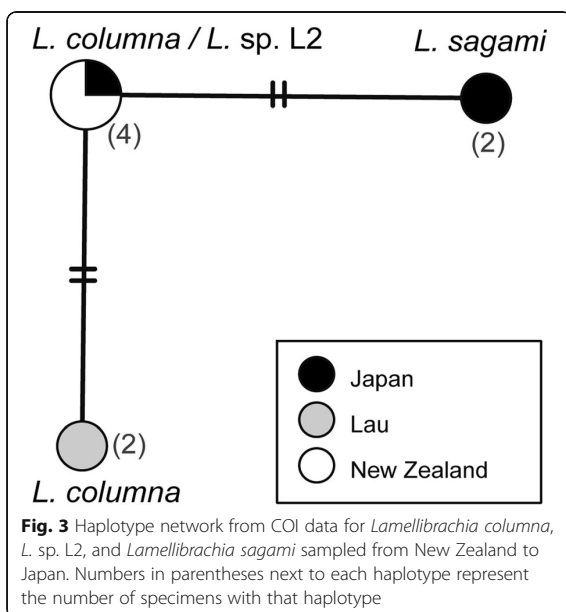 L. columna / L. sp. L2
L. sagami
(4)
(2)
(2)
L. columna
Japan
Lau
New Zealand
Fig. 3 Haplotype network from COI data for Lamellibrachia columna,
L. sp. L2, and Lamellibrachia sagami sampled from New Zealand to
Japan. Numbers in parentheses next to each haplotype represent
the number of specimens with that haplotype